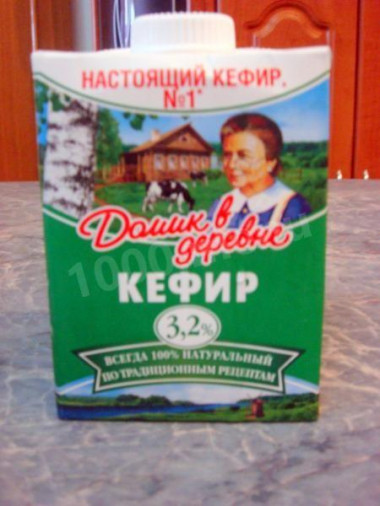 НАСТОЯЩИЙ КЕФИР.
№1*
Домик в
деревне
КЕФИР
3,2%
ВСЕГДА 100% НАТУРАЛЬНЫЙ
ПО ТРАДИЦИОННЫМ РЕЦЕПТАМ